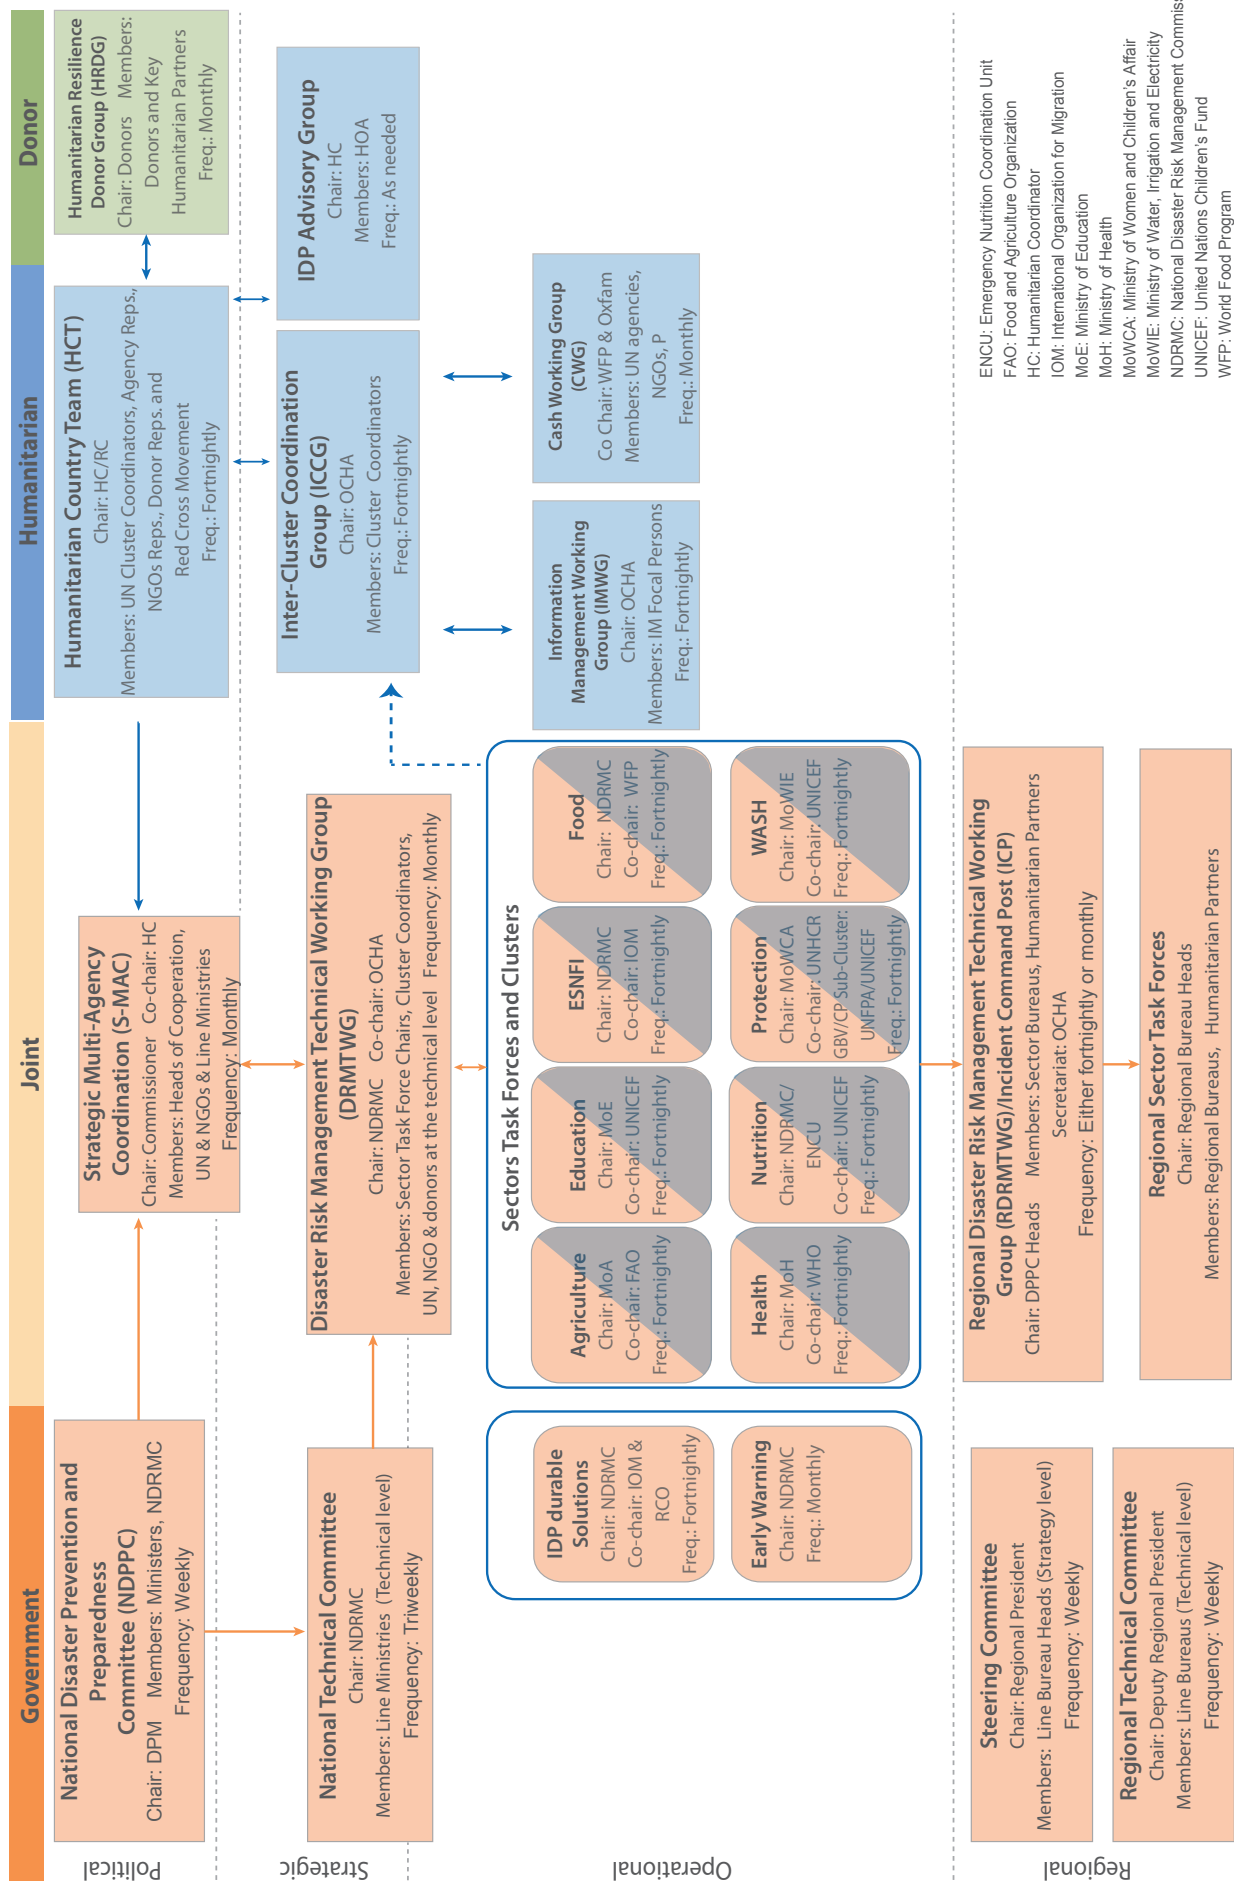 Government
Joint
Humanitarian
Donor
Political
National Disaster Prevention and
Preparedness
Committee (NDPPC)
Chair: DPM Members: Ministers, NDRMC
Frequency: Weekly
Strategic Multi-Agency
Coordination (S-MAC)
Chair: Commissioner Co-chair: HC
Members: Heads of Cooperation,
UN & NGOs & Line Ministries
Frequency: Monthly
Humanitarian Country Team (HCT)
Chair: HC/RC
Members: UN Cluster Coordinators, Agency Reps.,
NGOs Reps., Donor Reps. and
Red Cross Movement
Freq.: Fortnightly
Humanitarian Resilience
Donor Group (HRDG)
Chair: Donors Members:
Donors and Key
Humanitarian Partners
Freq.: Monthly
Strategic
National Technical Committee
Chair: NDRMC
Members: Line Ministries (Technical level)
Frequency: Triweekly
Disaster Risk Management Technical Working Group
(DRMTWG)
Chair: NDRMC Co-chair: OCHA
Members: Sector Task Force Chairs, Cluster Coordinators,
UN, NGO & donors at the technical level Frequency: Monthly
Inter-Cluster Coordination
Group (ICCG)
Chair: OCHA
Members: Cluster Coordinators
Freq.: Fortnightly
IDP Advisory Group
Chair: HC
Members: HOA
Freq.: As needed
Operational
IDP durable
Solutions
Chair: NDRMC
Co-chair: IOM &
RCO
Freq.: Fortnightly
Early Warning
Chair: NDRMC
Freq.: Monthly
Sectors Task Forces and Clusters
Agriculture
Chair: MoA
Co-chair: FAO
Freq.: Fortnightly
Education
Chair: MoE
Co-chair: UNICEF
Freq.: Fortnightly
ESNFI
Chair: NDRMC
Co-chair: IOM
Freq.: Fortnightly
Food
Chair: NDRMC
Co-chair: WFP
Freq.: Fortnightly
Health
Chair: MoH
Co-chair: WHO
Freq.: Fortnightly
Nutrition
Chair: NDRMC/
ENCU
Co-chair: UNICEF
Freq.: Fortnightly
Protection
Chair: MoWCA
Co-chair: UNHCR
GBV/CP Sub-Cluster:
UNFPA/UNICEF
Freq.: Fortnightly
WASH
Chair: MoWIE
Co-chair: UNICEF
Freq.: Fortnightly
Information
Management Working
Group (IMWG)
Chair: OCHA
Members: IM Focal Persons
Freq.: Fortnightly
Cash Working Group
(CWG)
Co Chair: WFP & Oxfam
Members: UN agencies,
NGOs, P
Freq.: Monthly
Regional
Steering Committee
Chair: Regional President
Members: Line Bureau Heads (Strategy level)
Frequency: Weekly
Regional Technical Committee
Chair: Deputy Regional President
Members: Line Bureaus (Technical level)
Frequency: Weekly
Regional Disaster Risk Management Technical Working
Group (RDRMTWG)/Incident Command Post (ICP)
Chair: DPPC Heads Members: Sector Bureaus, Humanitarian Partners
Secretariat: OCHA
Frequency: Either fortnightly or monthly
Regional Sector Task Forces
Chair: Regional Bureau Heads
Members: Regional Bureaus, Humanitarian Partners
ENCU: Emergency Nutrition Coordination Unit
FAO: Food and Agriculture Organization
HC: Humanitarian Coordinator
IOM: International Organization for Migration
MoE: Ministry of Education
MoH: Ministry of Health
MoWCA: Ministry of Women and Children's Affair
MoWIE: Ministry of Water, Irrigation and Electricity
NDRMC: National Disaster Risk Management Commis
UNICEF: United Nations Children's Fund
WFP: World Food Program